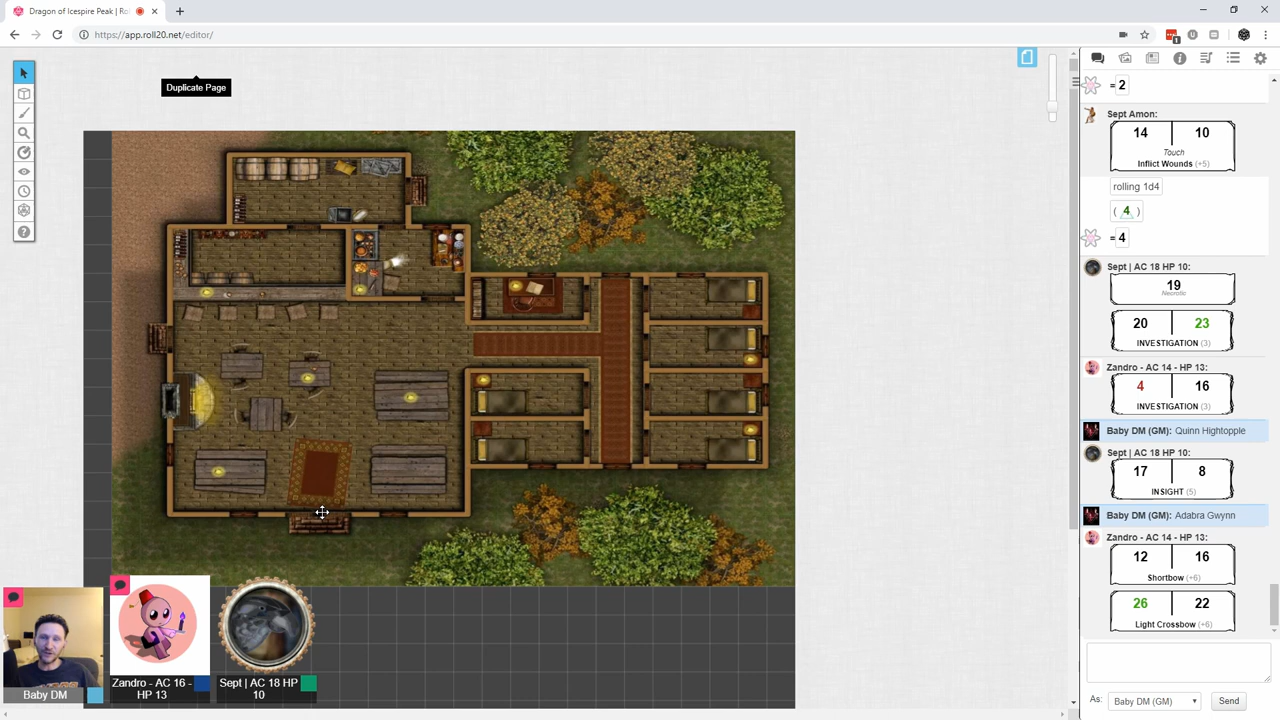 Dragon of Icespire Peak | Rol
https://app.roll20.net/editor/
1
Duplicate Page
= 2
Sept Amon:
14 10
Touch
Inflict Wounds (+5)
rolling 1d4
( 4 )
= 4
Sept | AC 18 HP 10:
19
Necrotic
20 23
INVESTIGATION (3)
Zandro - AC 14 - HP 13:
4 16
INVESTIGATION (3)
Baby DM (GM): Quinn Hightopple
Sept | AC 18 HP 10:
17 8
INSIGHT (5)
Baby DM (GM): Adabra Gwynn
Zandro - AC 14 - HP 13:
12 16
Shortbow (+6)
26 22
Light Crossbow (+6)
Baby DM
Zandro - AC 16 -
HP 13
Sept | AC 18 HP
10
As: Baby DM (GM)
Send